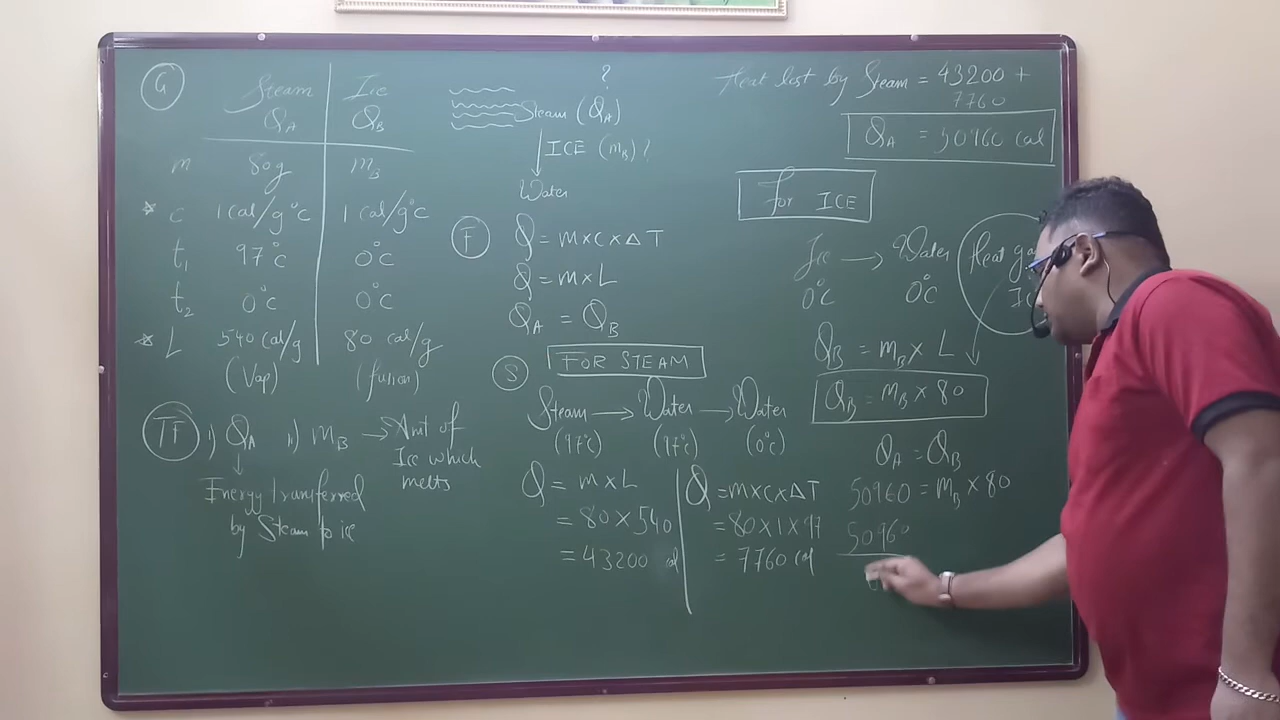 G
Steam Ice
QA QB
m 80g mB
* c 1 cal/g°c 1 cal/g°c
t1 97°c 0°c
t2 0°c 0°c
* L 540 cal/g 80 cal/g
(Vap) (fusion)
TF i) QA ii) mB → Amt of
Ice which
melts
↓
Energy transferred
by Steam to ice
?
Steam (QA)
↓ ICE (mB)?
Water
F Q = m×c×ΔT
Q = m×L
QA = QB
S FOR STEAM
Steam → Water → Water
(97°c) (97°c) (0°c)
Q = m×L
= 80×540
= 43200 cal
Q = m×c×ΔT
= 80×1×97
= 7760 cal
Heat lost by Steam = 43200 +
7760
QA = 50960 cal
For ICE
Ice → Water
0°c 0°c
Heat
QB = mB × L
QB = mB × 80
QA = QB
50960 = mB × 80
50960